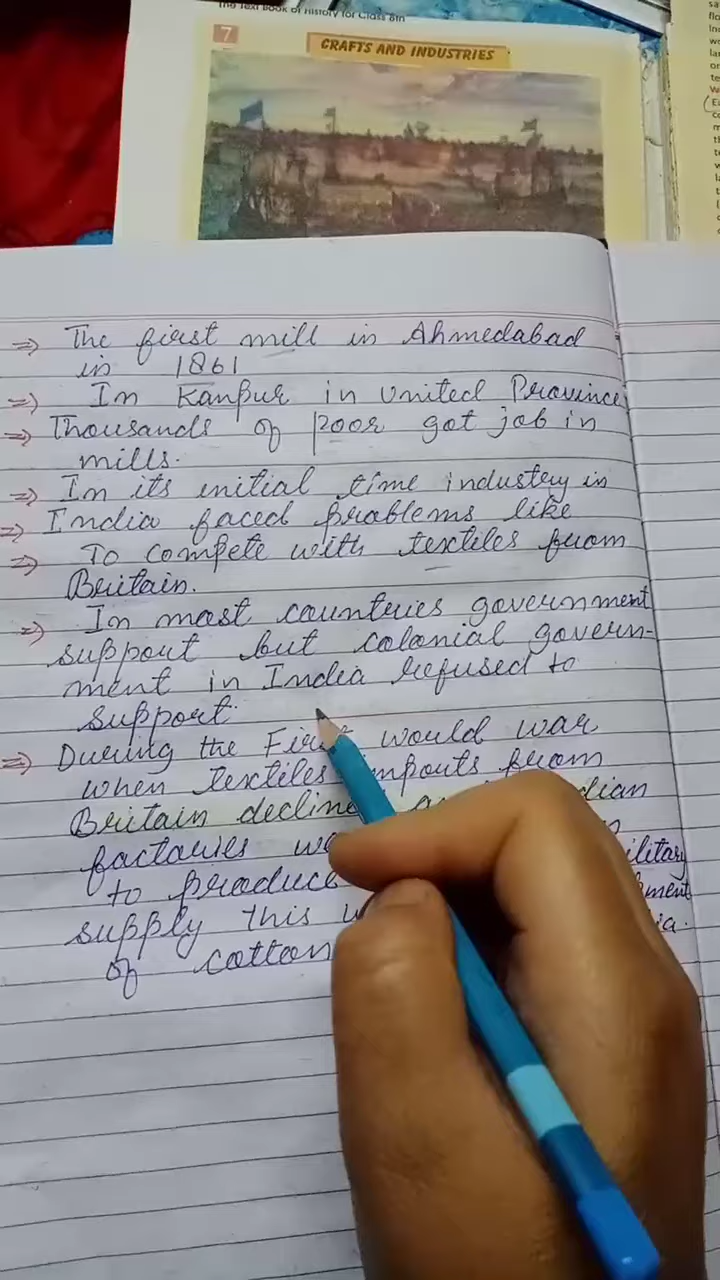 The Text Book of History for Class 8th
7
CRAFTS AND INDUSTRIES
⇒ The first mill in Ahmedabad
in 1861
⇒ In Kanpur in United Province
⇒ Thousands of poor got job in
mills.
⇒ In its initial time industry in
⇒ India faced problems like
⇒ To compete with textiles from
Britain.
⇒ In most countries government
support but colonial govern-
ment in India refused to
support.
⇒ During the First would war
when textiles imports from
Britain decline
factories
to produce military
supply this
of cotton